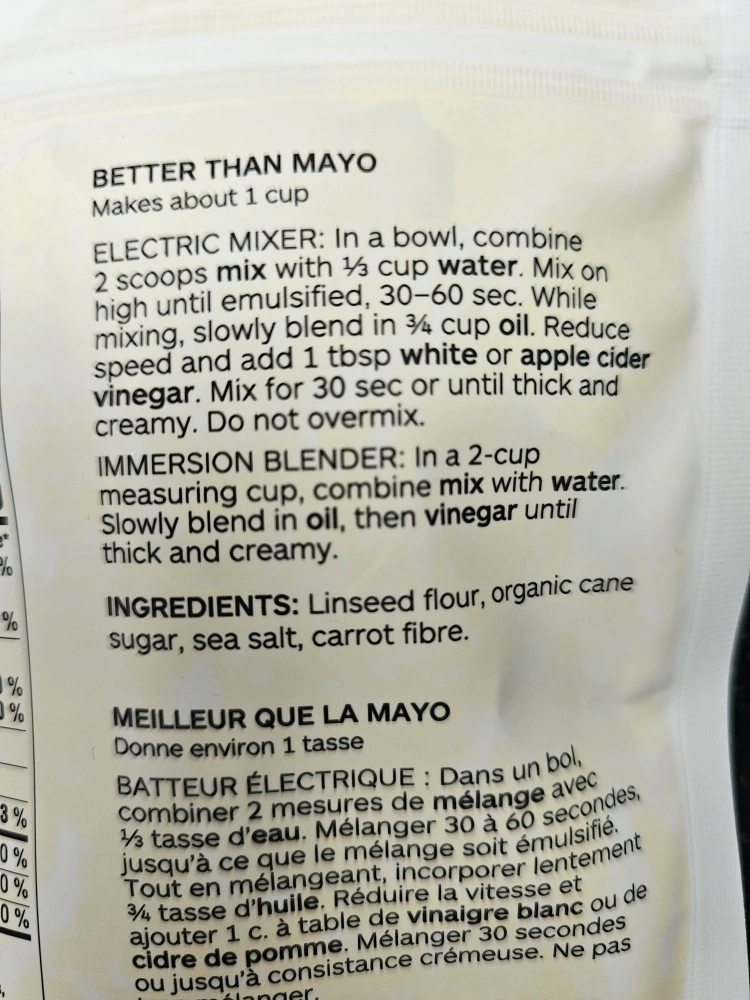 BETTER THAN MAYO
Makes about 1 cup
ELECTRIC MIXER: In a bowl, combine
2 scoops mix with ⅓ cup water. Mix on
high until emulsified, 30–60 sec. While
mixing, slowly blend in ¾ cup oil. Reduce
speed and add 1 tbsp white or apple cider
vinegar. Mix for 30 sec or until thick and
creamy. Do not overmix.
IMMERSION BLENDER: In a 2-cup
measuring cup, combine mix with water.
Slowly blend in oil, then vinegar until
thick and creamy.
INGREDIENTS: Linseed flour, organic cane
sugar, sea salt, carrot fibre.
MEILLEUR QUE LA MAYO
Donne environ 1 tasse
BATTEUR ÉLECTRIQUE : Dans un bol,
combiner 2 mesures de mélange avec
⅓ tasse d'eau. Mélanger 30 à 60 secondes,
jusqu'à ce que le mélange soit émulsifié.
Tout en mélangeant, incorporer lentement
¾ tasse d'huile. Réduire la vitesse et
ajouter 1 c. à table de vinaigre blanc ou de
cidre de pomme. Mélanger 30 secondes
ou jusqu'à consistance crémeuse. Ne pas
%
%
%
%
3 %
0 %
0 %
0 %